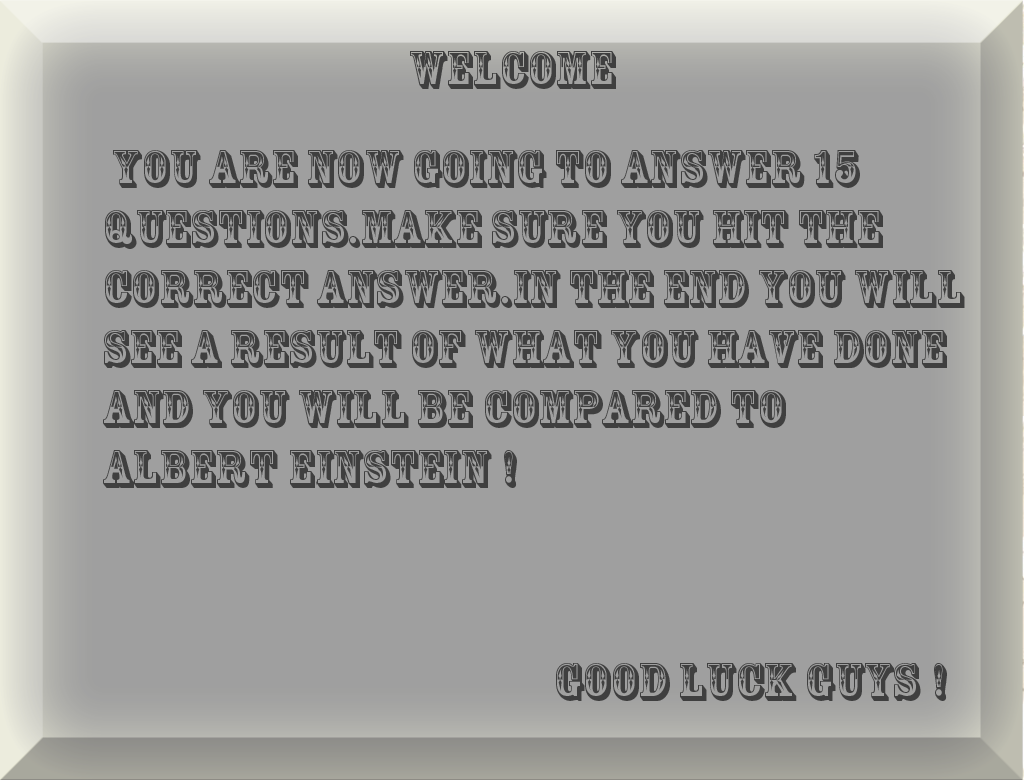 WELCOME
YOU ARE NOW GOING TO ANSWER 15
QUESTIONS.MAKE SURE YOU HIT THE
CORRECT ANSWER.IN THE END YOU WILL
SEE A RESULT OF WHAT YOU HAVE DONE
AND YOU WILL BE COMPARED TO
ALBERT EINSTEIN !
GOOD LUCK GUYS !